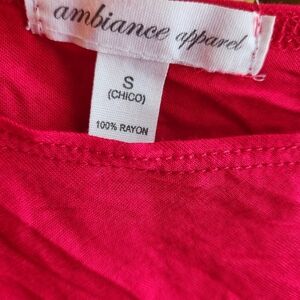 ambiance apparel
S
(CHICO)
100% RAYON